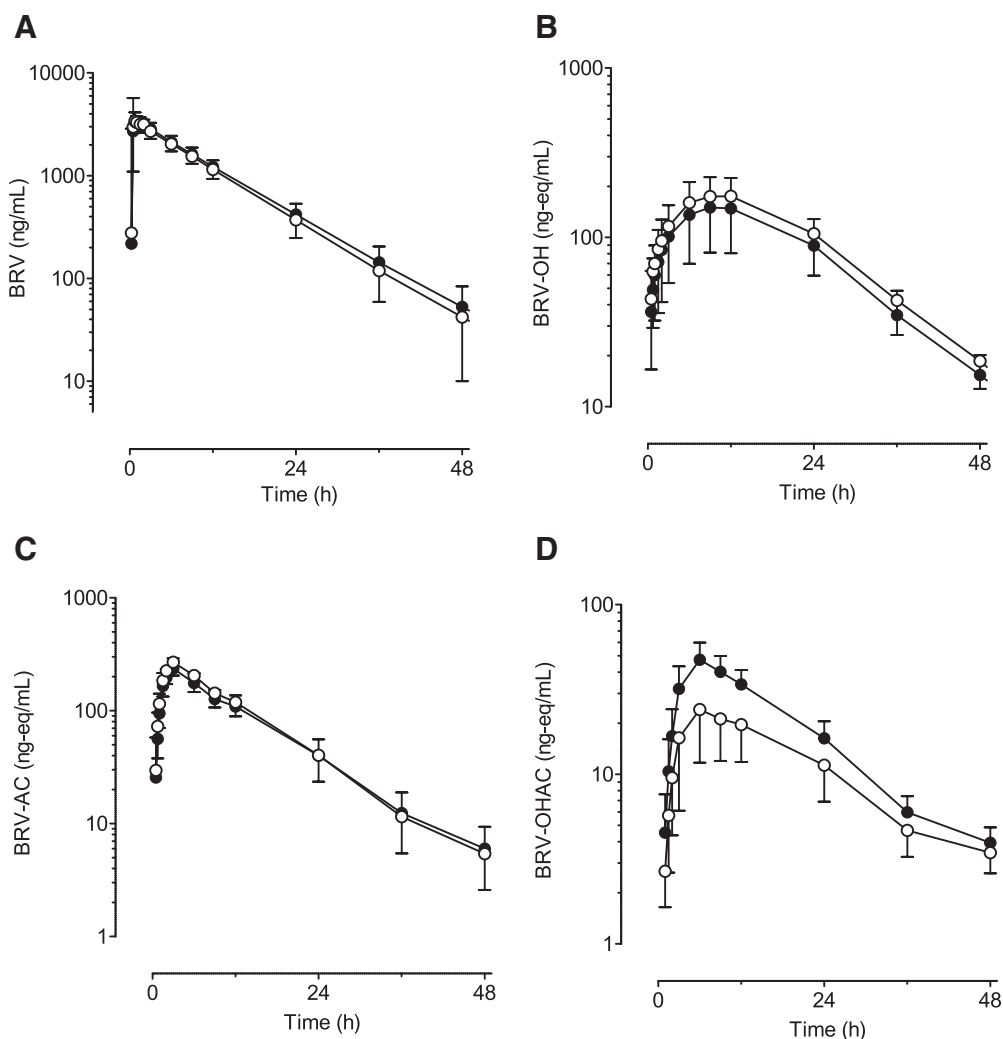 A
BRV (ng/mL)
10000
1000
100
10
0
24
48
Time (h)
B
BRV-OH (ng-eq/mL)
1000
100
10
0
24
48
Time (h)
C
BRV-AC (ng-eq/mL)
1000
100
10
1
0
24
48
Time (h)
D
BRV-OHAC (ng-eq/mL)
100
10
1
0
24
48
Time (h)